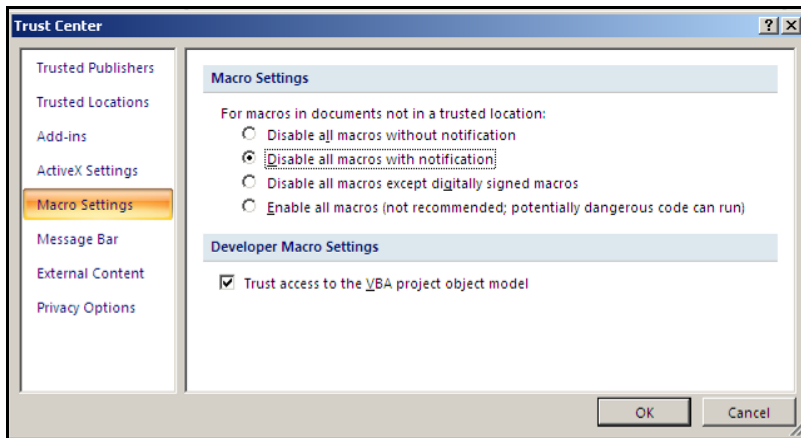 Trust Center
Trusted Publishers
Trusted Locations
Add-ins
ActiveX Settings
Macro Settings
Message Bar
External Content
Privacy Options
Macro Settings
For macros in documents not in a trusted location:
Disable all macros without notification
Disable all macros with notification
Disable all macros except digitally signed macros
Enable all macros (not recommended; potentially dangerous code can run)
Developer Macro Settings
Trust access to the VBA project object model
OK Cancel